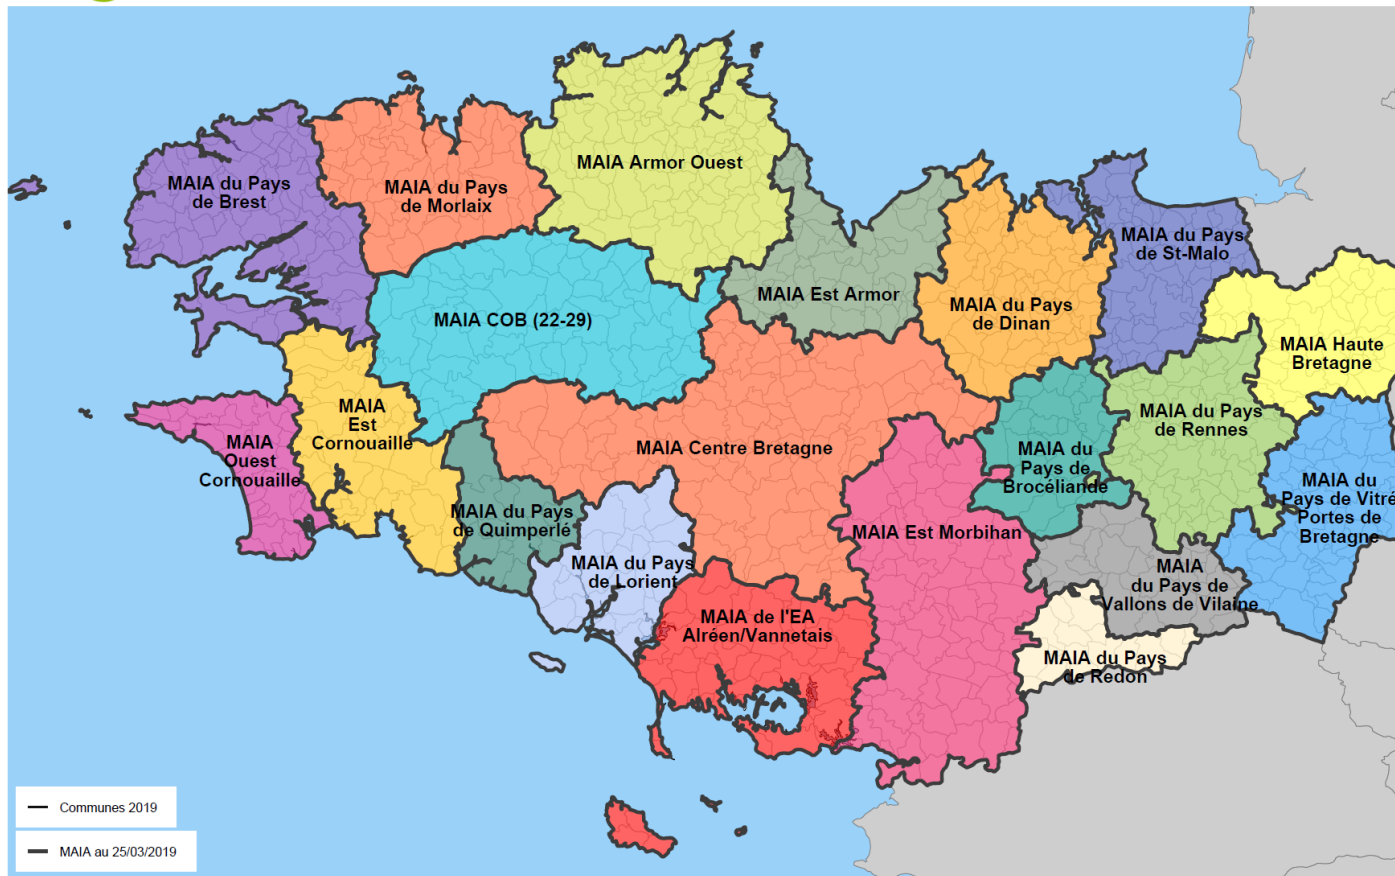 MAIA Armor Ouest
MAIA du Pays
de Brest
MAIA du Pays
de Morlaix
MAIA du Pays
de St-Malo
MAIA Est Armor
MAIA du Pays
de Dinan
MAIA COB (22-29)
MAIA Haute
Bretagne
MAIA
Est
Cornouaille
MAIA du Pays
de Rennes
MAIA
Ouest
Cornouaille
MAIA Centre Bretagne
MAIA du
Pays de
Brocéliande
MAIA du
Pays de Vitré
Portes de
Bretagne
MAIA du Pays
de Quimperlé
MAIA Est Morbihan
MAIA du Pays
de Lorient
MAIA
du Pays de
Vallons de Vilaine
MAIA de l'EA
Alréen/Vannetais
MAIA du Pays
de Redon
Communes 2019
MAIA au 25/03/2019